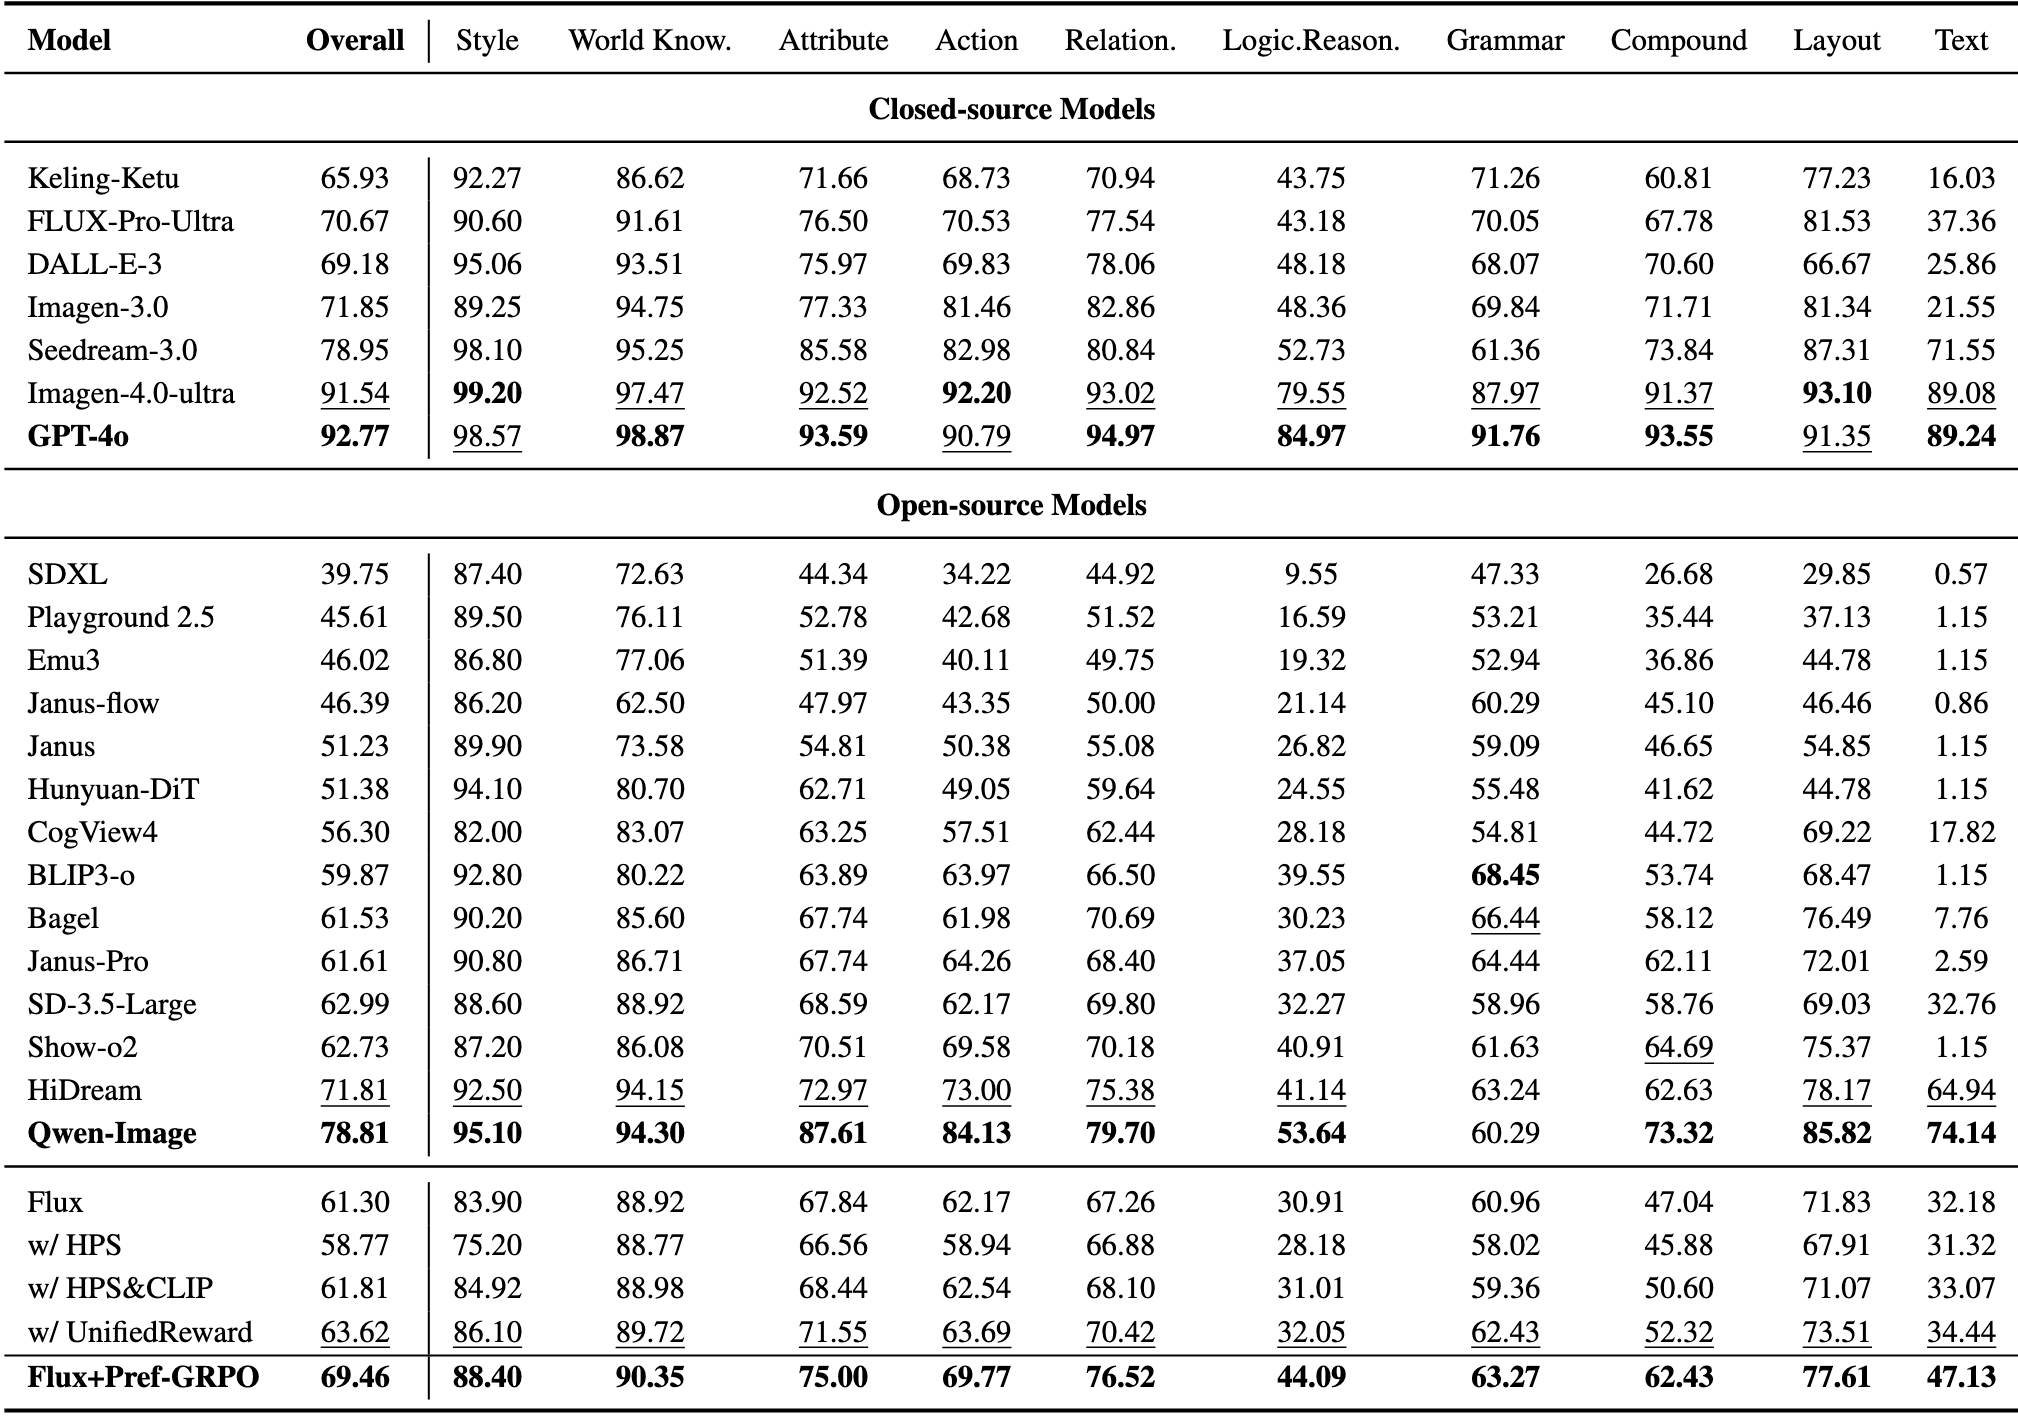 Model Overall Style World Know. Attribute Action Relation. Logic.Reason. Grammar Compound Layout Text
Closed-source Models
Keling-Ketu 65.93 92.27 86.62 71.66 68.73 70.94 43.75 71.26 60.81 77.23 16.03
FLUX-Pro-Ultra 70.67 90.60 91.61 76.50 70.53 77.54 43.18 70.05 67.78 81.53 37.36
DALL-E-3 69.18 95.06 93.51 75.97 69.83 78.06 48.18 68.07 70.60 66.67 25.86
Imagen-3.0 71.85 89.25 94.75 77.33 81.46 82.86 48.36 69.84 71.71 81.34 21.55
Seedream-3.0 78.95 98.10 95.25 85.58 82.98 80.84 52.73 61.36 73.84 87.31 71.55
Imagen-4.0-ultra 91.54 99.20 97.47 92.52 92.20 93.02 79.55 87.97 91.37 93.10 89.08
GPT-4o 92.77 98.57 98.87 93.59 90.79 94.97 84.97 91.76 93.55 91.35 89.24
Open-source Models
SDXL 39.75 87.40 72.63 44.34 34.22 44.92 9.55 47.33 26.68 29.85 0.57
Playground 2.5 45.61 89.50 76.11 52.78 42.68 51.52 16.59 53.21 35.44 37.13 1.15
Emu3 46.02 86.80 77.06 51.39 40.11 49.75 19.32 52.94 36.86 44.78 1.15
Janus-flow 46.39 86.20 62.50 47.97 43.35 50.00 21.14 60.29 45.10 46.46 0.86
Janus 51.23 89.90 73.58 54.81 50.38 55.08 26.82 59.09 46.65 54.85 1.15
Hunyuan-DiT 51.38 94.10 80.70 62.71 49.05 59.64 24.55 55.48 41.62 44.78 1.15
CogView4 56.30 82.00 83.07 63.25 57.51 62.44 28.18 54.81 44.72 69.22 17.82
BLIP3-o 59.87 92.80 80.22 63.89 63.97 66.50 39.55 68.45 53.74 68.47 1.15
Bagel 61.53 90.20 85.60 67.74 61.98 70.69 30.23 66.44 58.12 76.49 7.76
Janus-Pro 61.61 90.80 86.71 67.74 64.26 68.40 37.05 64.44 62.11 72.01 2.59
SD-3.5-Large 62.99 88.60 88.92 68.59 62.17 69.80 32.27 58.96 58.76 69.03 32.76
Show-o2 62.73 87.20 86.08 70.51 69.58 70.18 40.91 61.63 64.69 75.37 1.15
HiDream 71.81 92.50 94.15 72.97 73.00 75.38 41.14 63.24 62.63 78.17 64.94
Qwen-Image 78.81 95.10 94.30 87.61 84.13 79.70 53.64 60.29 73.32 85.82 74.14
Flux 61.30 83.90 88.92 67.84 62.17 67.26 30.91 60.96 47.04 71.83 32.18
w/ HPS 58.77 75.20 88.77 66.56 58.94 66.88 28.18 58.02 45.88 67.91 31.32
w/ HPS&CLIP 61.81 84.92 88.98 68.44 62.54 68.10 31.01 59.36 50.60 71.07 33.07
w/ UnifiedReward 63.62 86.10 89.72 71.55 63.69 70.42 32.05 62.43 52.32 73.51 34.44
Flux+Pref-GRPO 69.46 88.40 90.35 75.00 69.77 76.52 44.09 63.27 62.43 77.61 47.13